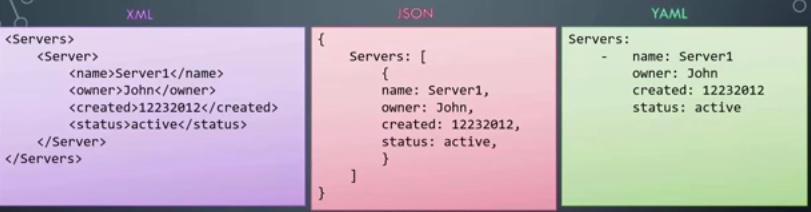 XML
<Servers>
    <Server>
        <name>Server1</name>
        <owner>John</owner>
        <created>12232012</created>
        <status>active</status>
    </Server>
</Servers>
JSON
{
    Servers: [
        {
        name: Server1,
        owner: John,
        created: 12232012,
        status: active,
        }
    ]
}
YAML
Servers:
    -   name: Server1
        owner: John
        created: 12232012
        status: active